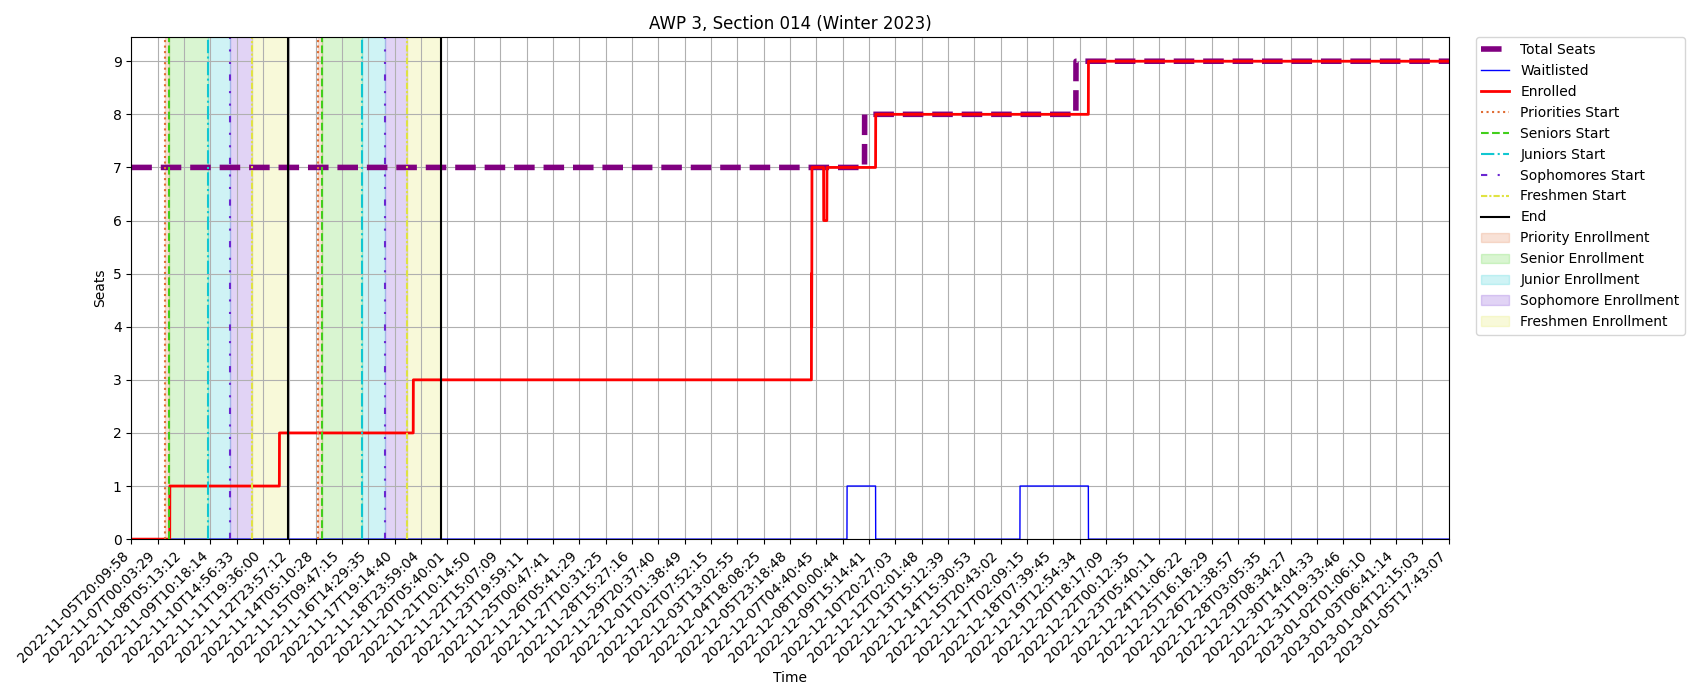 AWP 3, Section 014 (Winter 2023)
Seats
9
8
7
6
5
4
3
2
1
0
2022-11-05T20:09:58
2022-11-07T00:03:29
2022-11-08T05:13:12
2022-11-09T10:18:14
2022-11-10T14:56:33
2022-11-11T19:36:00
2022-11-12T23:57:12
2022-11-14T05:10:28
2022-11-15T09:47:15
2022-11-16T14:29:35
2022-11-17T19:14:40
2022-11-18T23:59:04
2022-11-20T05:40:01
2022-11-21T10:14:50
2022-11-22T15:07:09
2022-11-23T19:59:11
2022-11-25T00:47:41
2022-11-26T05:41:29
2022-11-27T10:31:25
2022-11-28T15:27:16
2022-11-29T20:37:40
2022-12-01T01:38:49
2022-12-02T07:52:15
2022-12-03T13:02:55
2022-12-04T18:08:25
2022-12-05T23:18:48
2022-12-07T04:40:45
2022-12-08T10:00:44
2022-12-09T15:14:41
2022-12-10T20:27:03
2022-12-12T02:01:48
2022-12-13T15:12:39
2022-12-14T15:30:53
2022-12-15T20:43:02
2022-12-17T02:09:15
2022-12-18T07:39:45
2022-12-19T12:54:34
2022-12-20T18:17:09
2022-12-22T00:12:35
2022-12-23T05:40:11
2022-12-24T11:06:22
2022-12-25T16:18:29
2022-12-26T21:38:57
2022-12-28T03:05:35
2022-12-29T08:34:27
2022-12-30T14:04:33
2022-12-31T19:33:46
2023-01-02T01:06:10
2023-01-03T06:41:14
2023-01-04T12:15:03
2023-01-05T17:43:07
Time
Total Seats
Waitlisted
Enrolled
Priorities Start
Seniors Start
Juniors Start
Sophomores Start
Freshmen Start
End
Priority Enrollment
Senior Enrollment
Junior Enrollment
Sophomore Enrollment
Freshmen Enrollment